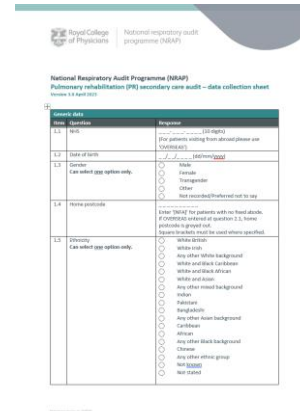 Royal College
of Physicians
National respiratory audit
programme (NRAP)
National Respiratory Audit Programme (NRAP)
Pulmonary rehabilitation (PR) secondary care audit – data collection sheet
Generic data
Item Question Response
1.1 NHS (10 digits)
(For patients visiting from abroad please use
'OVERSEAS')
1.2 Date of birth __/__/____ (dd/mm/yyyy)
1.3 Gender
Can select one option only.
Male
Female
Transgender
Other
Not recorded/Preferred not to say
1.4 Home postcode
Enter '[NFA]' for patients with no fixed abode.
If OVERSEAS entered at question 2.1, home
postcode is greyed out.
Square brackets must be used where specified.
1.5 Ethnicity
Can select one option only.
White British
White Irish
Any other White background
White and Black Caribbean
White and Black African
White and Asian
Any other mixed background
Indian
Pakistani
Bangladeshi
Any other Asian background
Caribbean
African
Any other Black background
Chinese
Any other ethnic group
Not known
Not stated